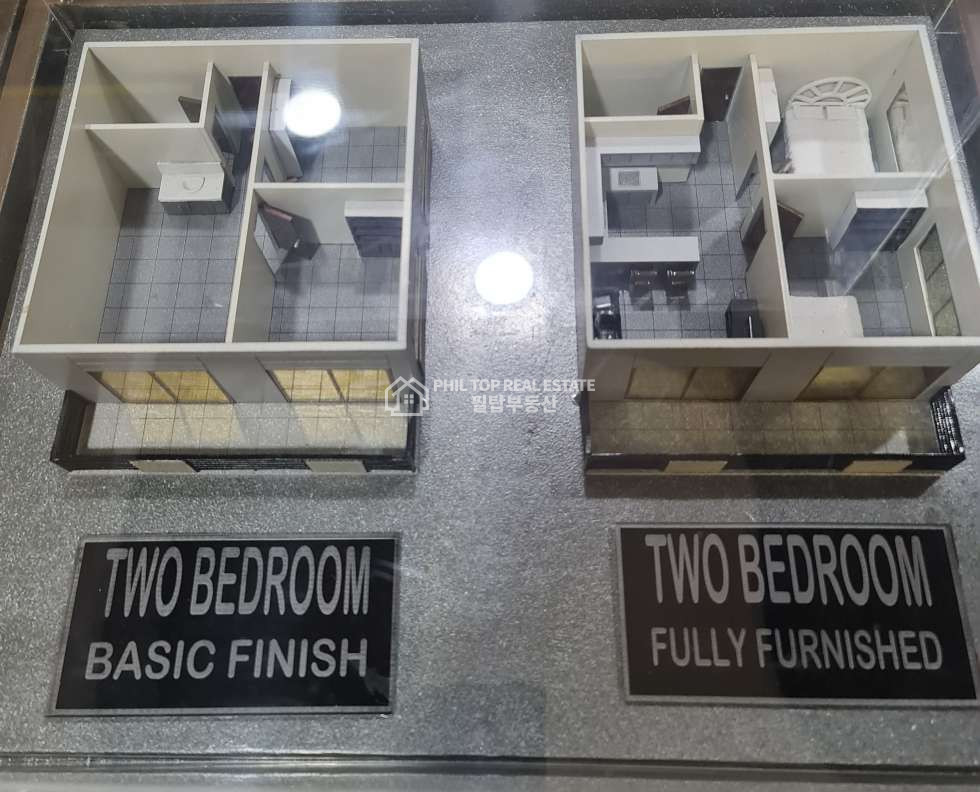 PHIL TOP REAL ESTATE
필탑부동산
TWO BEDROOM
BASIC FINISH
TWO BEDROOM
FULLY FURNISHED